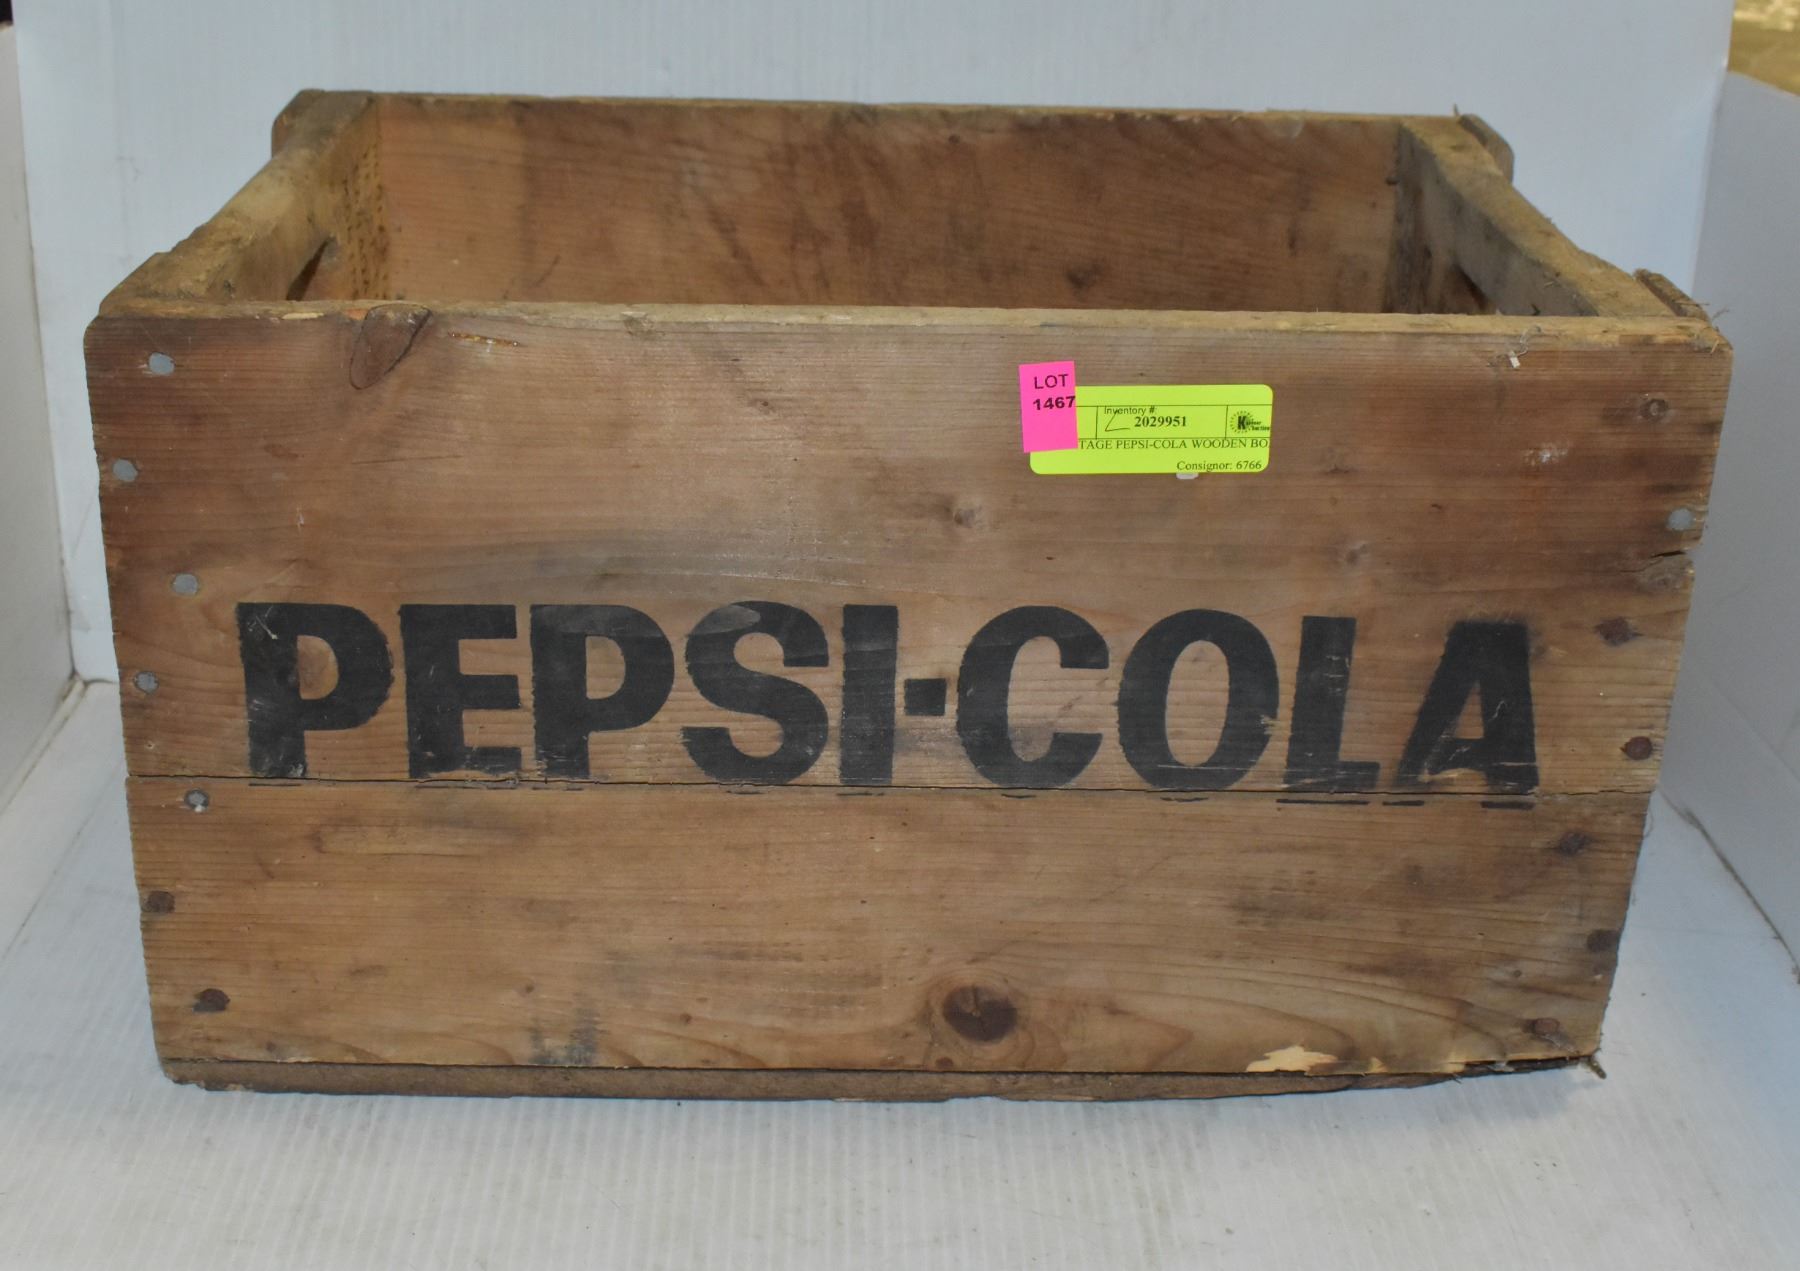 LOT
1467
Inventory #:
2029951
TAGE PEPSI-COLA WOODEN BO
Consignor: 6766
PEPSI-COLA